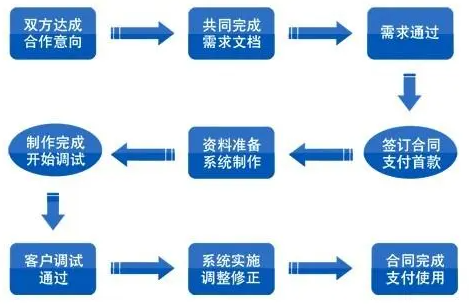 双方达成
合作意向
共同完成
需求文档
需求通过
签订合同
支付首款
资料准备
系统制作
制作完成
开始调试
客户调试
通过
系统实施
调整修正
合同完成
支付使用